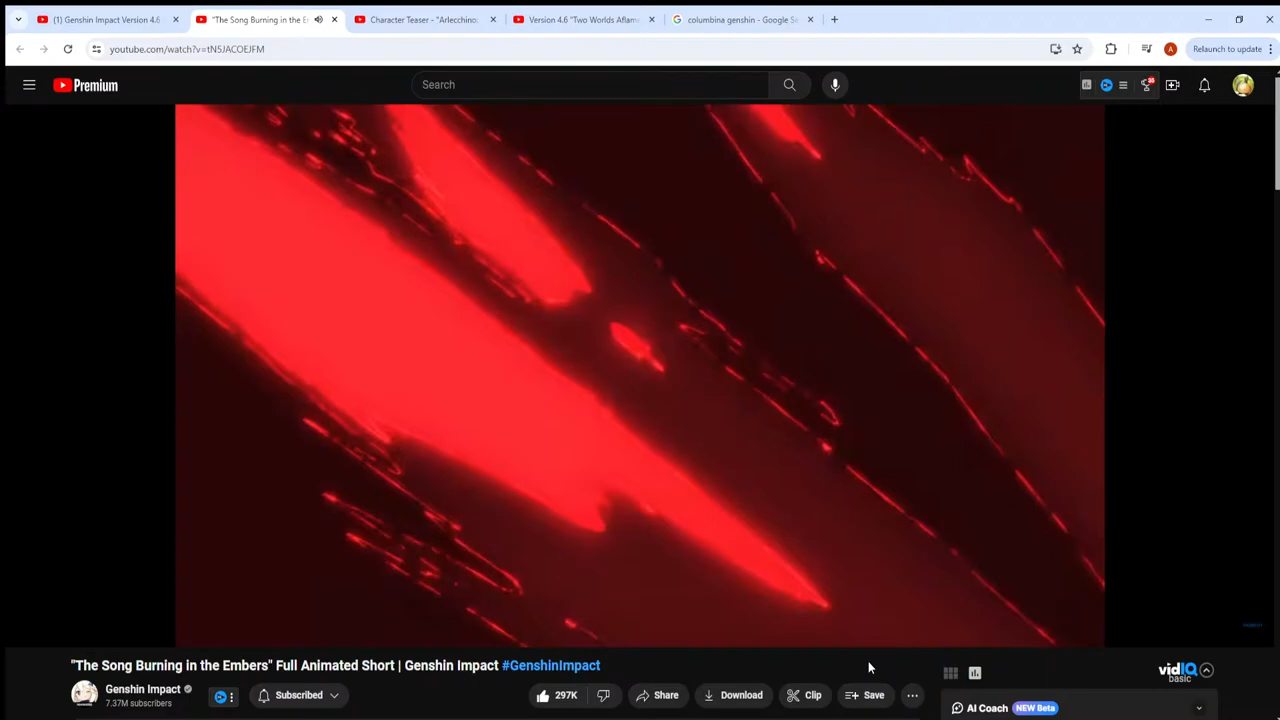 (1) Genshin Impact Version 4.6
"The Song Burning in the E
Character Teaser - "Arlecchino:
Version 4.6 "Two Worlds Aflam
columbina genshin - Google Se
youtube.com/watch?v=tN5JACOEJFM
A
Relaunch to update
Premium
Search
"The Song Burning in the Embers" Full Animated Short | Genshin Impact #GenshinImpact
Genshin Impact
7.37M subscribers
Subscribed
297K
Share
Download
Clip
Save
vidIQ
basic
AI Coach NEW Beta